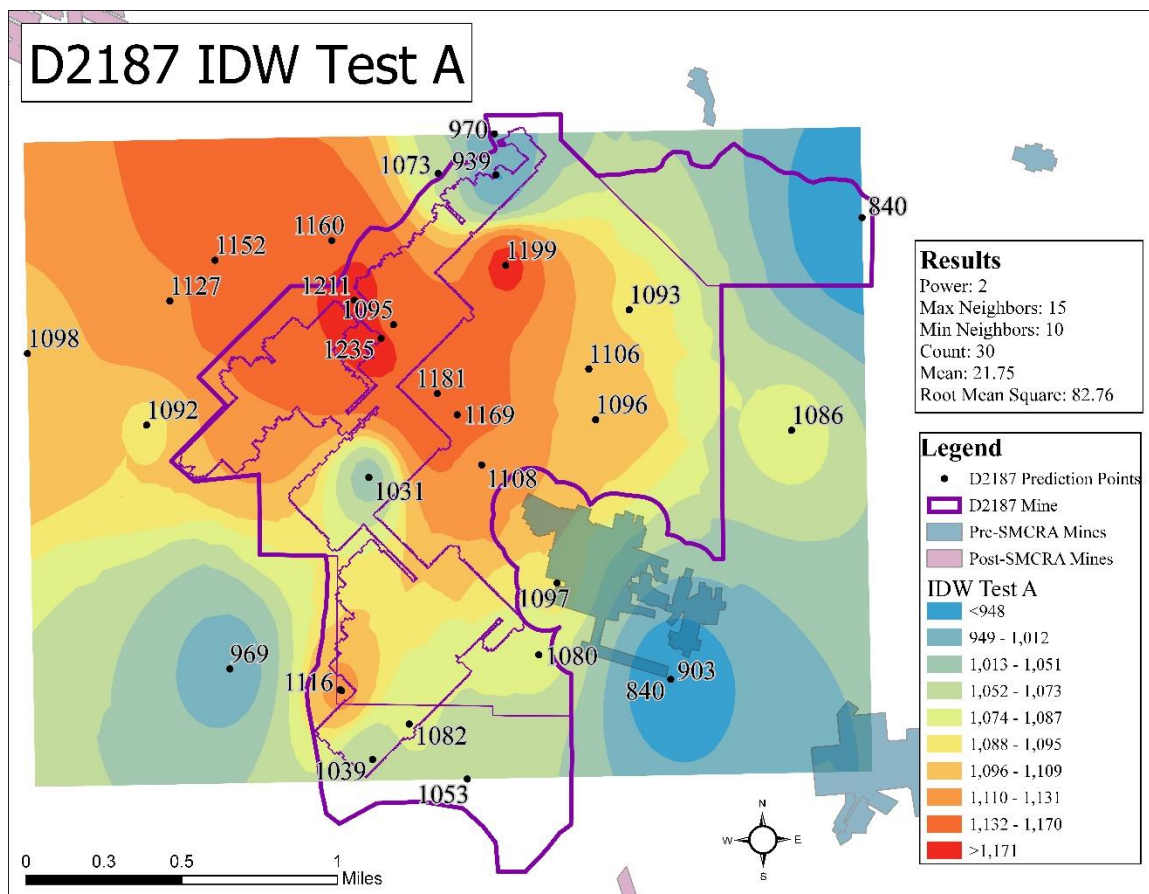 D2187 IDW Test A
970
1073
939
840
1160
1199
1152
1127
1211
1093
1095
1098
1235
1106
1181
1169
1096
1092
1086
1108
1031
1097
1080
969
903
840
1116
1082
1039
1053
Results
Power: 2
Max Neighbors: 15
Min Neighbors: 10
Count: 30
Mean: 21.75
Root Mean Square: 82.76
Legend
D2187 Prediction Points
D2187 Mine
Pre-SMCRA Mines
Post-SMCRA Mines
IDW Test A
<948
949 - 1,012
1,013 - 1,051
1,052 - 1,073
1,074 - 1,087
1,088 - 1,095
1,096 - 1,109
1,110 - 1,131
1,132 - 1,170
>1,171
N
W E
S
0 0.3 0.5 1
Miles